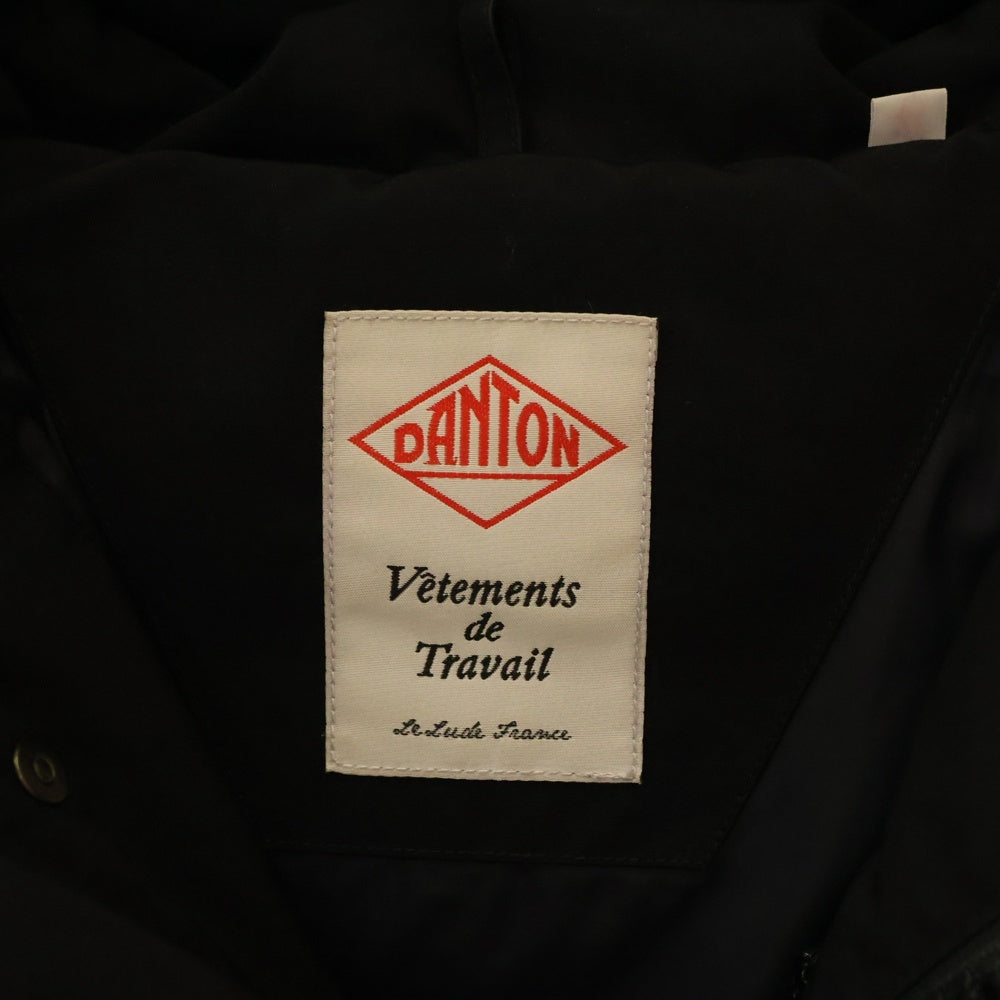 DANTON
Vêtements
de
Travail
Le Lude France